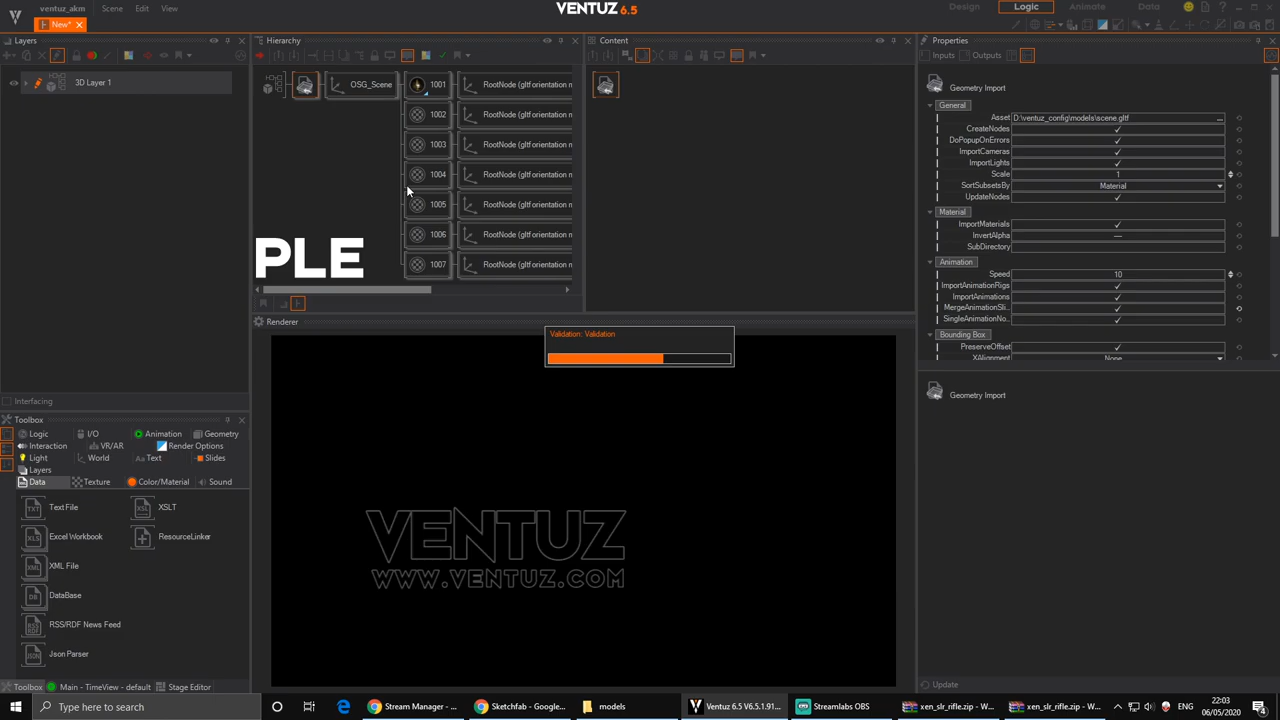 ventuz_akm Scene Edit View
VENTUZ 6.5
Design Logic Animate Data
New*
Layers
3D Layer 1
Interfacing
Hierarchy
OSG_Scene
1001 RootNode (gltf orientation m
1002 RootNode (gltf orientation m
1003 RootNode (gltf orientation m
1004 RootNode (gltf orientation m
1005 RootNode (gltf orientation m
1006 RootNode (gltf orientation m
1007 RootNode (gltf orientation m
PLE
Content
Renderer
Validation: Validation
VENTUZ
WWW.VENTUZ.COM
Properties
Inputs Outputs
Geometry Import
General
Asset D:\ventuz_config\models\scene.gltf ...
CreateNodes
DoPopupOnErrors
ImportCameras
ImportLights
Scale 1
SortSubsetsBy Material
UpdateNodes
Material
ImportMaterials
InvertAlpha
SubDirectory
Animation
Speed 10
ImportAnimationRigs
ImportAnimations
MergeAnimationSli...
SingleAnimationNo...
Bounding Box
PreserveOffset
XAlignment None
Geometry Import
Update
Toolbox
Logic I/O Animation Geometry
Interaction VR/AR Render Options
Light World Text Slides
Layers
Data Texture Color/Material Sound
Text File XSLT
Excel Workbook ResourceLinker
XML File
DataBase
RSS/RDF News Feed
Json Parser
Toolbox Main - TimeView - default Stage Editor
Type here to search
Stream Manager - ...
Sketchfab - Google...
models
Ventuz 6.5 V6.5.1.91...
Streamlabs OBS
xen_slr_rifle.zip - W...
xen_slr_rifle.zip - W...
22:03
06/05/2020